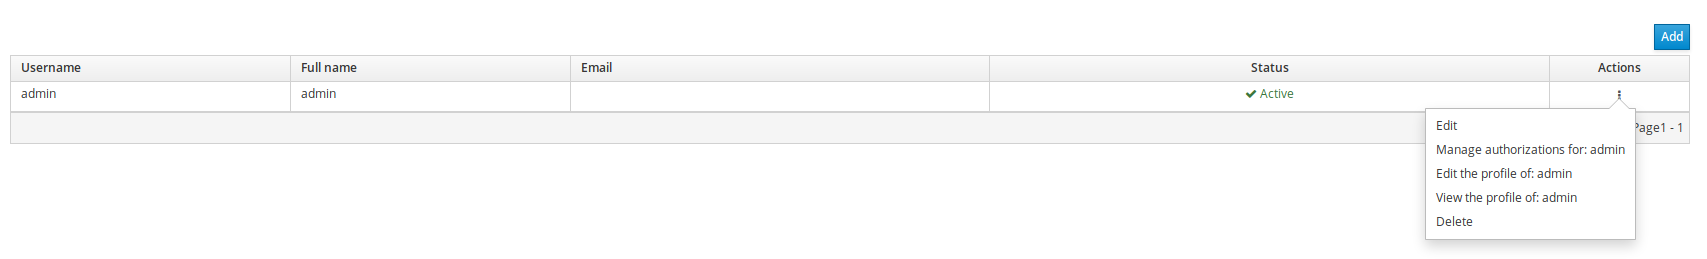 Add
Username Full name Email Status Actions
admin admin Active
Page1 - 1
Edit
Manage authorizations for: admin
Edit the profile of: admin
View the profile of: admin
Delete